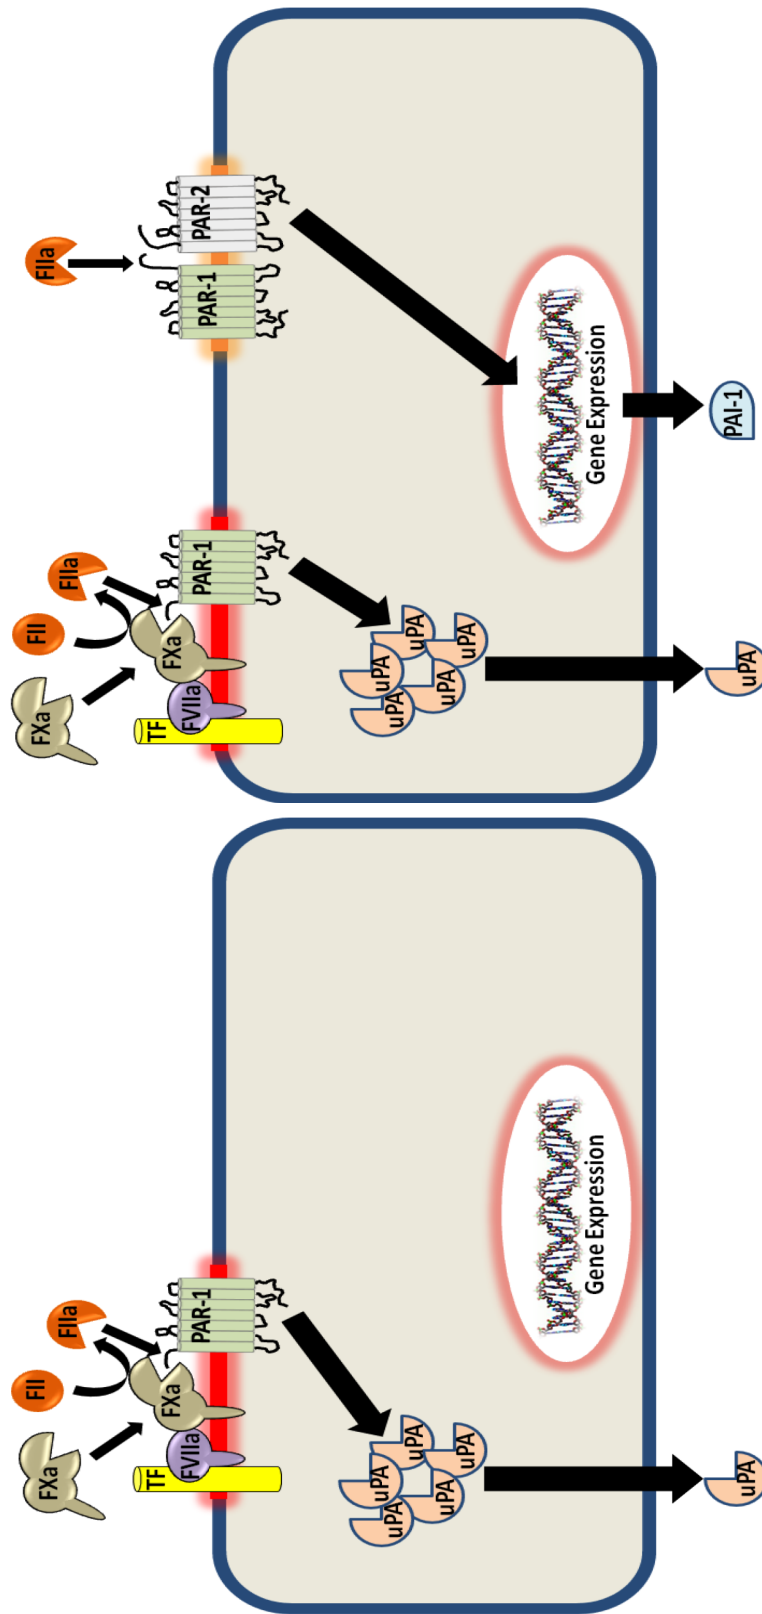 FXa
FII
FIIa
TF
FVIIa
FXa
PAR-1
uPA
uPA
uPA
uPA
uPA
Gene Expression
uPA
FXa
FII
FIIa
TF
FVIIa
FXa
PAR-1
FIIa
PAR-1
PAR-2
uPA
uPA
uPA
uPA
uPA
Gene Expression
uPA
PAI-1